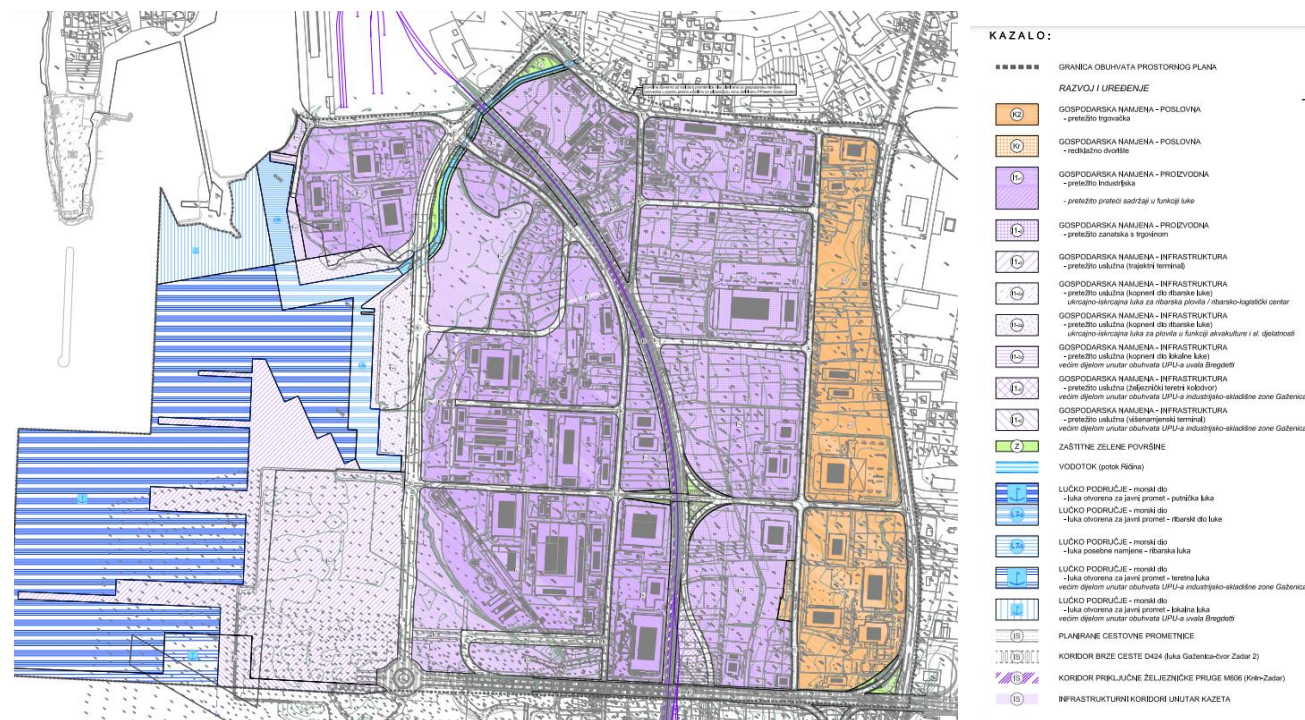 KAZALO:
GRANICA OBUHVATA PROSTORNOG PLANA
RAZVOJ I UREĐENJE
K2
GOSPODARSKA NAMJENA - POSLOVNA
- pretežito trgovačka
Kr
GOSPODARSKA NAMJENA - POSLOVNA
- reciklažno dvorište
GOSPODARSKA NAMJENA - PROIZVODNA
- pretežito industrijska
- pretežito prateći sadržaji u funkciji luke
GOSPODARSKA NAMJENA - PROIZVODNA
- pretežito zanatska s trgovinom
GOSPODARSKA NAMJENA - INFRASTRUKTURA
- pretežito uslužna (trajektni terminal)
GOSPODARSKA NAMJENA - INFRASTRUKTURA
- pretežito uslužna (kopneni dio ribarske luke)
ukrcajno-iskrcajna luka za ribarska plovila / ribarsko-logistički centar
GOSPODARSKA NAMJENA - INFRASTRUKTURA
- pretežito uslužna (kopneni dio ribarske luke)
ukrcajno-iskrcajna luka za plovila u funkciji akvakulture i sl. djelatnosti
GOSPODARSKA NAMJENA - INFRASTRUKTURA
- pretežito uslužna (kopneni dio lokalne luke)
većim dijelom unutar obuhvata UPU-a uvala Bregdetti
GOSPODARSKA NAMJENA - INFRASTRUKTURA
- pretežito uslužna (željeznički teretni kolodvor)
većim dijelom unutar obuhvata UPU-a industrijsko-skladišne zone Gaženica
GOSPODARSKA NAMJENA - INFRASTRUKTURA
- pretežito uslužna (višenamjenski terminal)
većim dijelom unutar obuhvata UPU-a industrijsko-skladišne zone Gaženica
Z
ZAŠTITNE ZELENE POVRŠINE
VODOTOK (potok Ričina)
LUČKO PODRUČJE - morski dio
- luka otvorena za javni promet - putnička luka
LUČKO PODRUČJE - morski dio
- luka otvorena za javni promet - ribarski dio luke
LUČKO PODRUČJE - morski dio
- luka posebne namjene - ribarska luka
LUČKO PODRUČJE - morski dio
- luka otvorena za javni promet - teretna luka
većim dijelom unutar obuhvata UPU-a industrijsko-skladišne zone Gaženica
LUČKO PODRUČJE - morski dio
- luka otvorena za javni promet - lokalna luka
većim dijelom unutar obuhvata UPU-a uvala Bregdetti
IS
PLANIRANE CESTOVNE PROMETNICE
IS
KORIDOR BRZE CESTE D424 (luka Gaženica-čvor Zadar 2)
IS
KORIDOR PRIKLJUČNE ŽELJEZNIČKE PRUGE M606 (Knin-Zadar)
IS
INFRASTRUKTURNI KORIDORI UNUTAR KAZETA